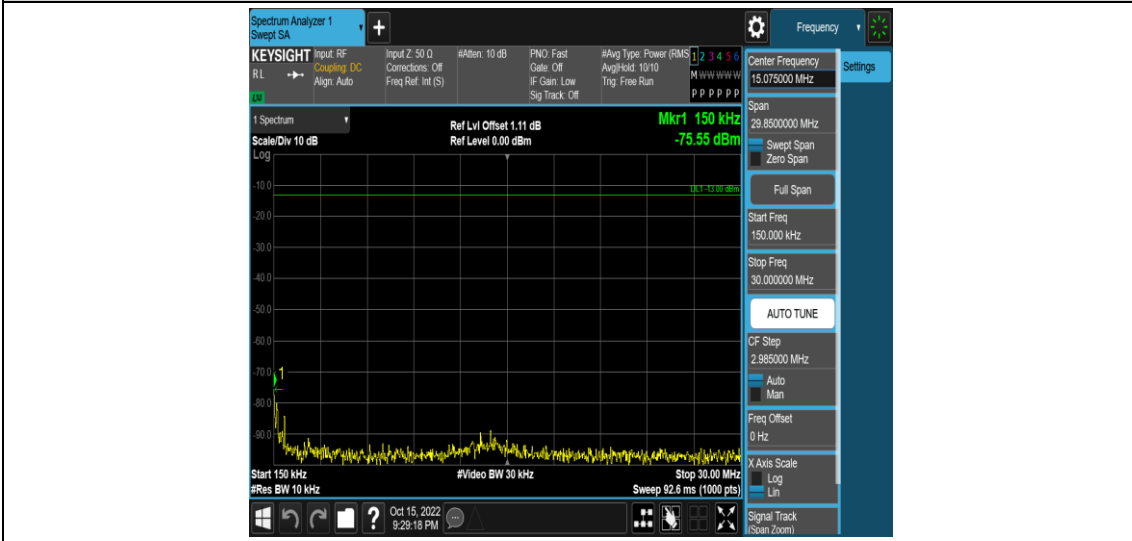 Spectrum Analyzer 1
Swept SA
+
Frequency
KEYSIGHT
RL
Input: RF
Coupling: DC
Align: Auto
Input Z: 50 Ω
Corrections: Off
Freq Ref: Int (S)
#Atten: 10 dB
PNO: Fast
Gate: Off
IF Gain: Low
Sig Track: Off
#Avg Type: Power (RMS
Avg|Hold: 10/10
Trig: Free Run
1 2 3 4 5 6
M W W W W W
P P P P P P
1 Spectrum
Scale/Div 10 dB
Log
Ref Lvl Offset 1.11 dB
Ref Level 0.00 dBm
Mkr1 150 kHz
-75.55 dBm
DL1 -13.00 dBm
-10.0
-20.0
-30.0
-40.0
-50.0
-60.0
-70.0
1
-80.0
-90.0
Start 150 kHz
#Res BW 10 kHz
#Video BW 30 kHz
Stop 30.00 MHz
Sweep 92.6 ms (1000 pts)
Center Frequency
15.075000 MHz
Settings
Span
29.8500000 MHz
Swept Span
Zero Span
Full Span
Start Freq
150.000 kHz
Stop Freq
30.000000 MHz
AUTO TUNE
CF Step
2.985000 MHz
Auto
Man
Freq Offset
0 Hz
X Axis Scale
Log
Lin
Signal Track
(Span Zoom)
?
Oct 15, 2022
9:29:18 PM